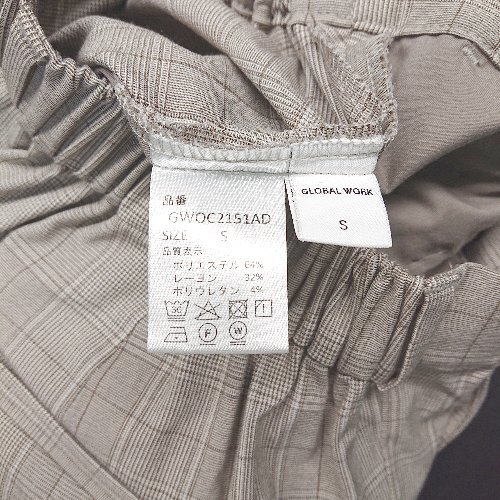 品番
GWOC2151AD
SIZE S
品質表示
ポリエステル 64%
レーヨン 32%
ポリウレタン 4%
30
F W
GLOBAL WORK
S